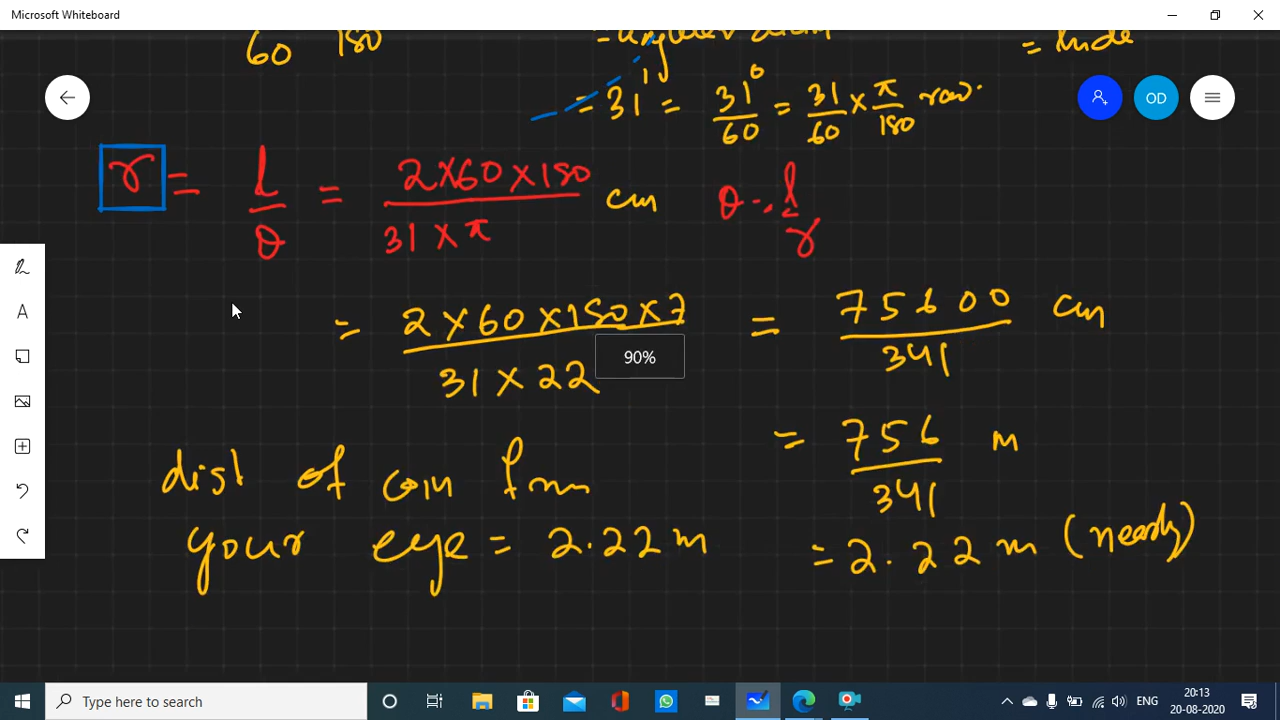 Microsoft Whiteboard
60 180
= 31' = 31°/60 = 31/60 × π/180 rad.
OD
r = l/θ = 2×60×180 / 31×π cm θ = l/r
= 2×60×180×7 / 31×22 = 75600/341 cm
90%
= 756/341 m
dist of coin from
your eye = 2.22 m = 2.22 m (nearly)
Type here to search
ENG
20:13
20-08-2020